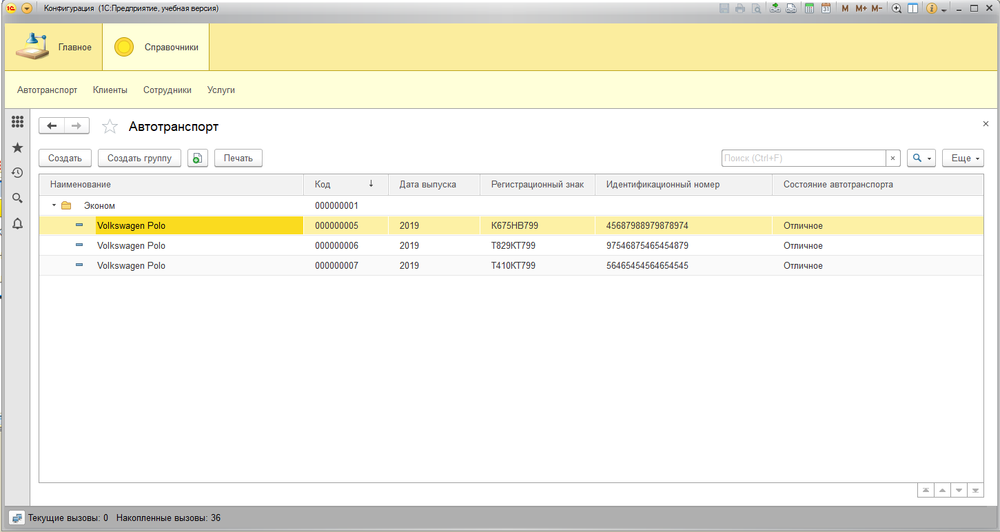 Конфигурация (1С:Предприятие, учебная версия) M M+ M-
Главное Справочники
Автотранспорт Клиенты Сотрудники Услуги
Автотранспорт
Создать Создать группу Печать Поиск (Ctrl+F) Еще
Наименование Код Дата выпуска Регистрационный знак Идентификационный номер Состояние автотранспорта
Эконом 000000001
Volkswagen Polo 000000005 2019 К675НВ799 45687988979878974 Отличное
Volkswagen Polo 000000006 2019 Т829КТ799 97546875465454879 Отличное
Volkswagen Polo 000000007 2019 Т410КТ799 56465454564654545 Отличное
Текущие вызовы: 0 Накопленные вызовы: 36